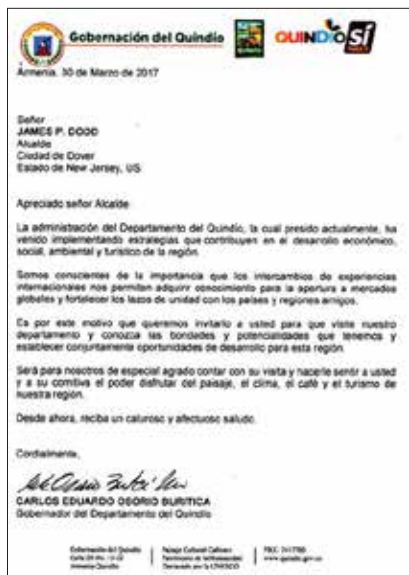 Gobernación del Quindío
QUINDÍO SÍ
Armenia, 30 de Marzo de 2017
Señor
JAMES P. DODD
Alcalde
Ciudad de Dover
Estado de New Jersey, US
Apreciado señor Alcalde
La administración del Departamento del Quindío, la cual presido actualmente, ha
venido implementando estrategias que contribuyen en el desarrollo económico,
social, ambiental y turístico de la región.
Somos conscientes de la importancia que los intercambios de experiencias
internacionales nos permiten adquirir conocimiento para la apertura a mercados
globales y fortalecer los lazos de unidad con los países y regiones amigos.
Es por este motivo que queremos invitarlo a usted para que visite nuestro
departamento y conozca las bondades y potencialidades que tenemos y
establecer conjuntamente oportunidades de desarrollo para esta región.
Será para nosotros de especial agrado contar con su visita y hacerle sentir a usted
y a su comitiva el poder disfrutar del paisaje, el clima, el café y el turismo de
nuestra región.
Desde ahora, reciba un caluroso y afectuoso saludo.
Cordialmente,
CARLOS EDUARDO OSORIO BURITICA
Gobernador del Departamento del Quindío
Gobernación del Quindío
Armenia Quindío
Paisaje Cultural Cafetero
Patrimonio de la Humanidad
Declarado por la UNESCO
www.quindio.gov.co